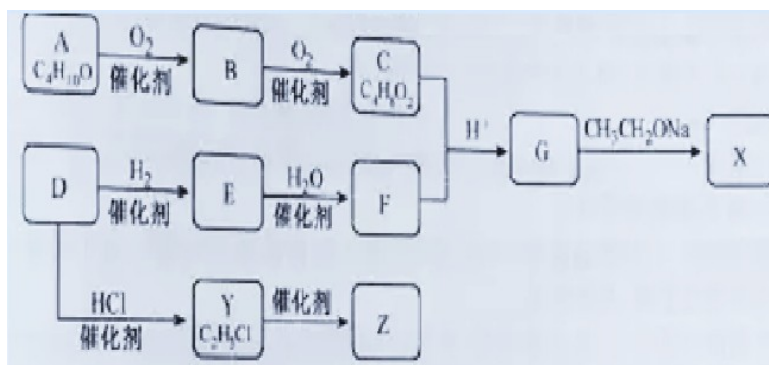 A
C₄H₁₀O
O₂
催化剂
B
O₂
催化剂
C
C₄H₈O₂
H⁺
G
CH₃CH₂ONa
X
D
H₂
催化剂
E
H₂O
催化剂
F
HCl
催化剂
Y
C₂H₃Cl
催化剂
Z